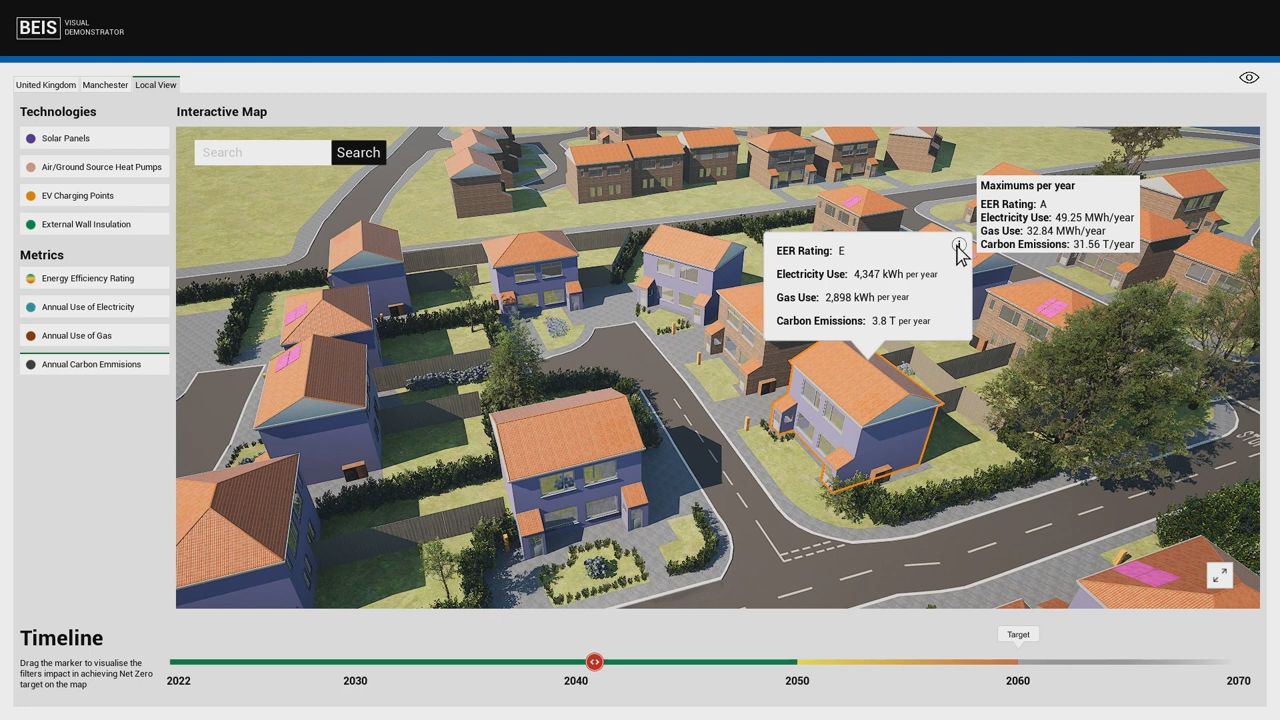 BEIS
VISUAL
DEMONSTRATOR
United Kingdom
Manchester
Local View
Technologies
Solar Panels
Air/Ground Source Heat Pumps
EV Charging Points
External Wall Insulation
Metrics
Energy Efficiency Rating
Annual Use of Electricity
Annual Use of Gas
Annual Carbon Emmisions
Interactive Map
Search
Search
EER Rating: E
Electricity Use: 4,347 kWh per year
Gas Use: 2,898 kWh per year
Carbon Emissions: 3.8 T per year
i
Maximums per year
EER Rating: A
Electricity Use: 49.25 MWh/year
Gas Use: 32.84 MWh/year
Carbon Emissions: 31.56 T/year
STOP
Timeline
Drag the marker to visualise the
filters impact in achieving Net Zero
target on the map
Target
2022
2030
2040
2050
2060
2070